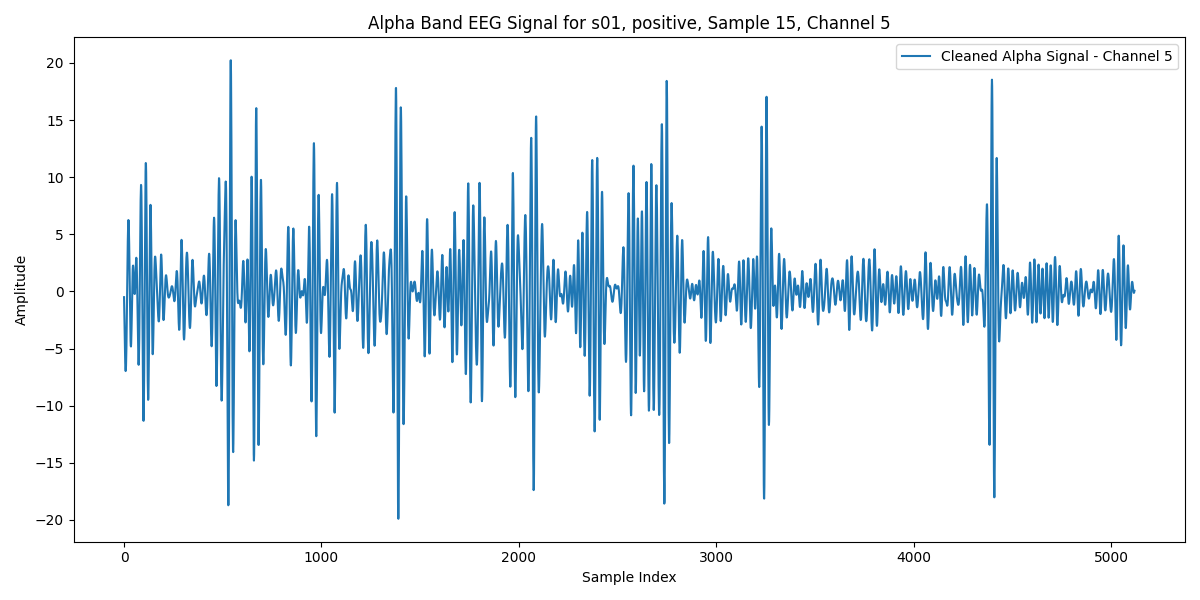 Alpha Band EEG Signal for s01, positive, Sample 15, Channel 5
Cleaned Alpha Signal - Channel 5
Amplitude
20
15
10
5
0
−5
−10
−15
−20
0 1000 2000 3000 4000 5000
Sample Index